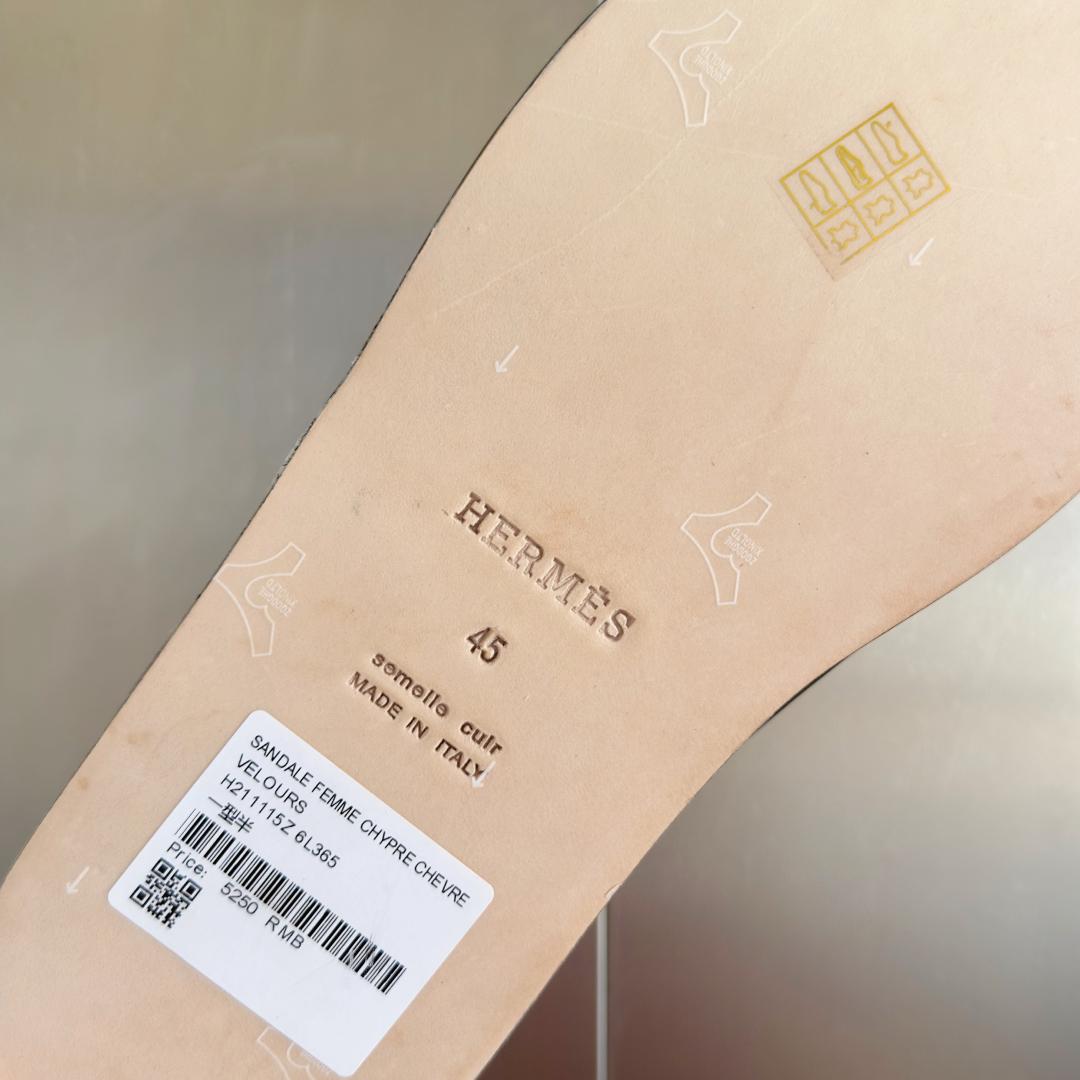 HERMÈS
45
semelle cuir
MADE IN ITALY
SANDALE FEMME CHYPRE CHEVRE
VELOURS
H211115Z 6L365
一型半
Price: 5250 RMB